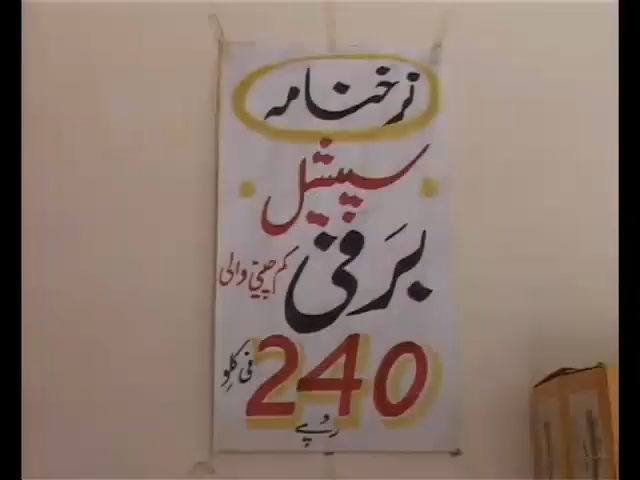 نرخنامہ
سپیشل
برفی
کم چینی والی
240 فی کلو
روپے